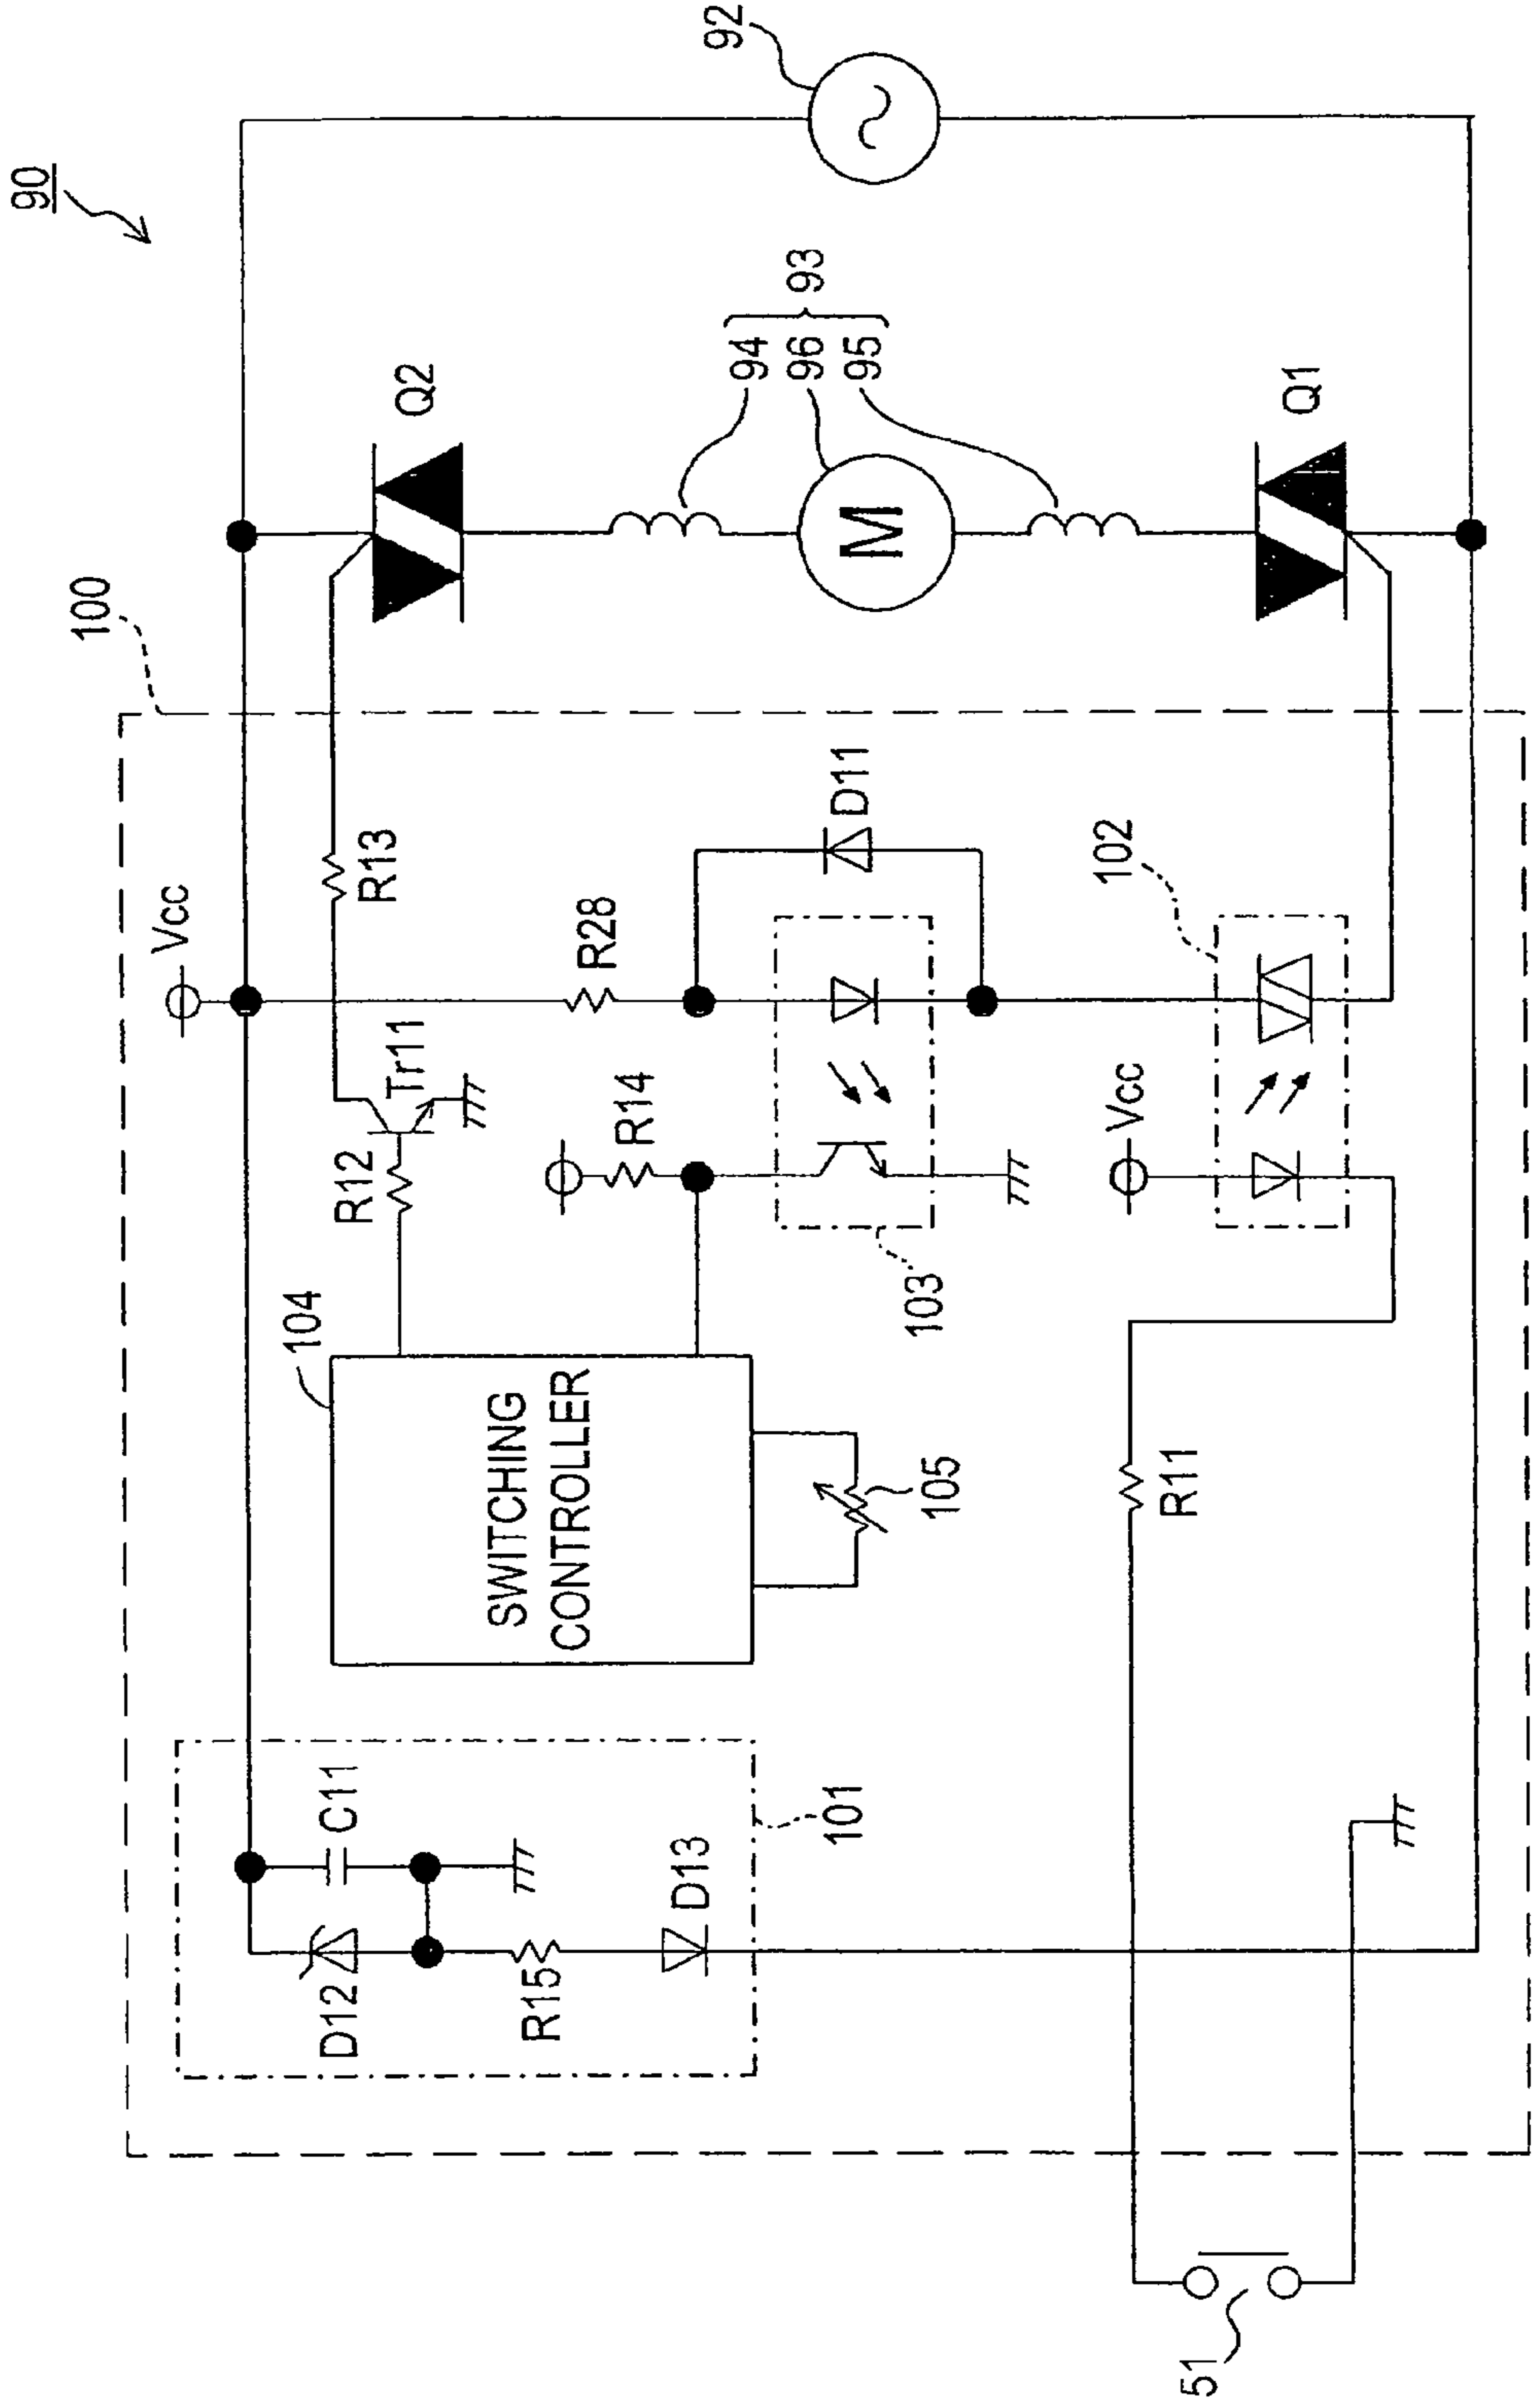 90
92
100
Vcc
R13
Q2
94
96
95
93
Q1
Tr11
R12
R28
D11
R14
104
SWITCHING
CONTROLLER
105
103
102
Vcc
R11
C11
D12
R15
D13
101
M
51